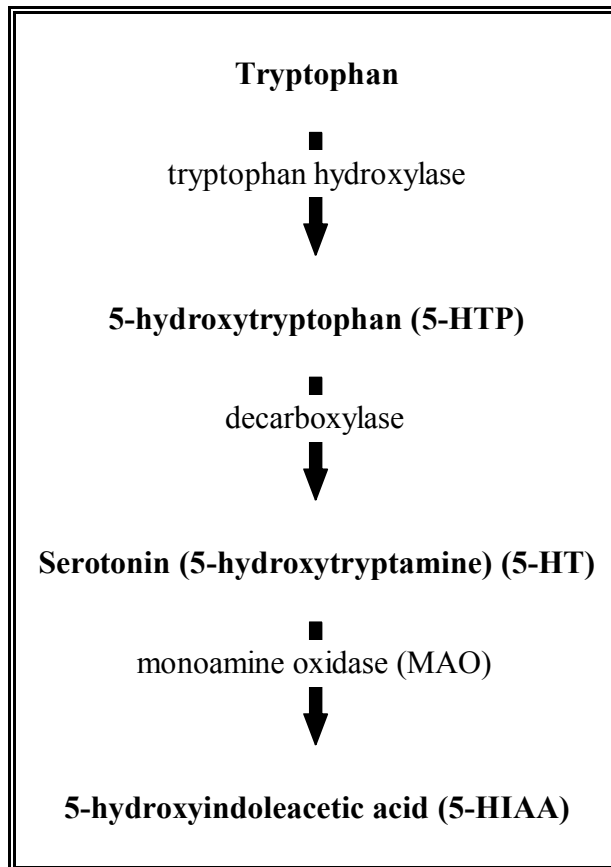 Tryptophan
tryptophan hydroxylase
5-hydroxytryptophan (5-HTP)
decarboxylase
Serotonin (5-hydroxytryptamine) (5-HT)
monoamine oxidase (MAO)
5-hydroxyindoleacetic acid (5-HIAA)